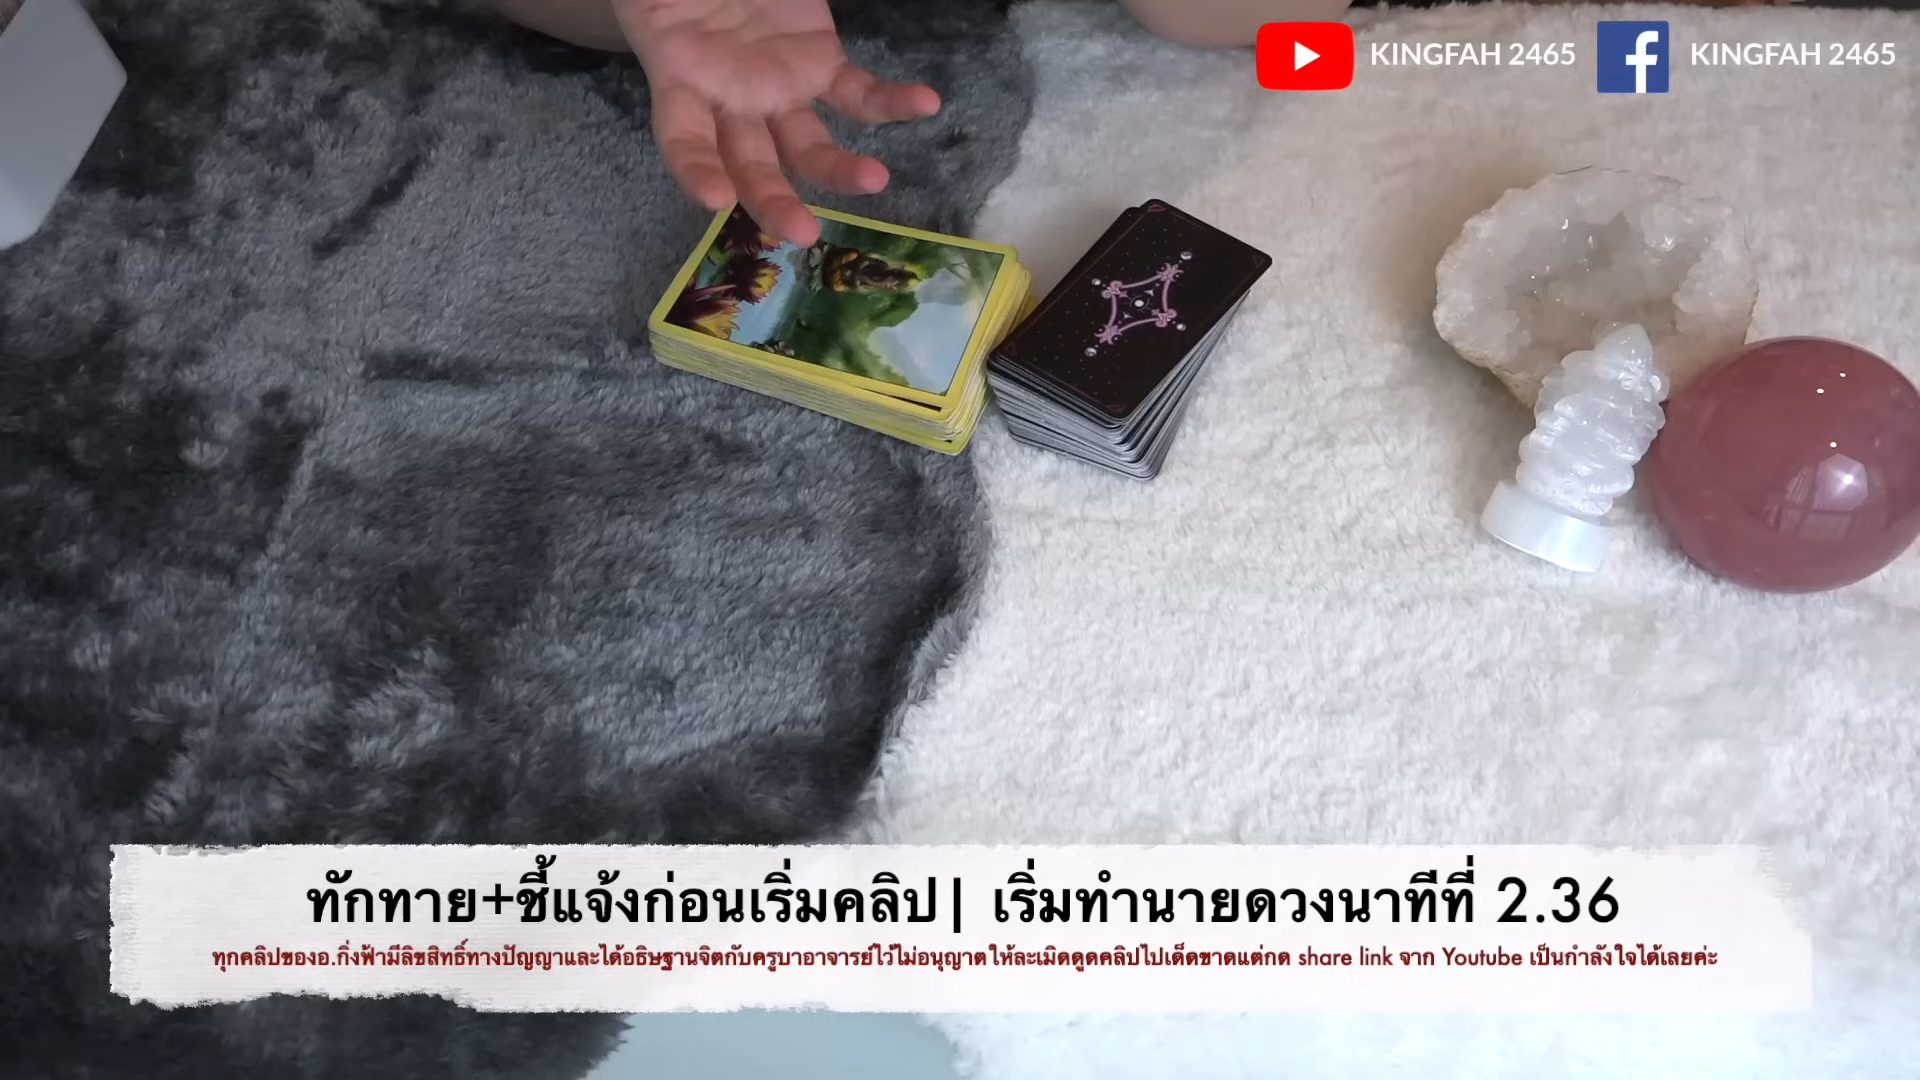 KINGFAH 2465 KINGFAH 2465
ทักทาย+ชี้แจ้งก่อนเริ่มคลิป| เริ่มทำนายดวงนาทีที่ 2.36
ทุกคลิปของอ.กิ่งฟ้ามีลิขสิทธิ์ทางปัญญาและได้อธิษฐานจิตกับครูบาอาจารย์ไว้ไม่อนุญาตให้ละเมิดดูดคลิปไปเด็ดขาดแต่กด share link จาก Youtube เป็นกำลังใจได้เลยค่ะ